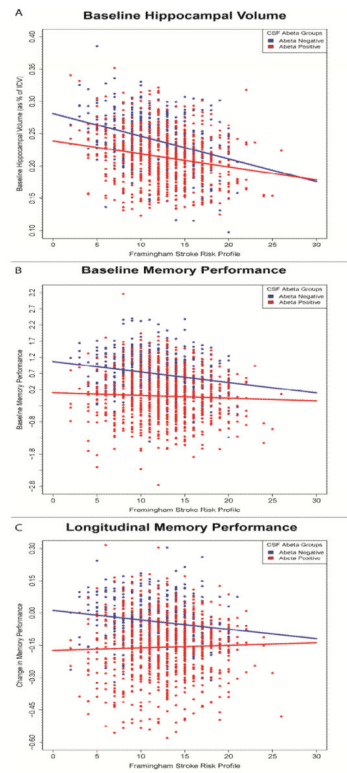 A
Baseline Hippocampal Volume
CSF Abeta Groups
Abeta Negative
Abeta Positive
Baseline Hippocampal Volume (as % of ICV)
0.40
0.35
0.30
0.25
0.20
0.15
0.10
0 5 10 15 20 25 30
Framingham Stroke Risk Profile
B
Baseline Memory Performance
CSF Abeta Groups
Abeta Negative
Abeta Positive
Baseline Memory Performance
3.2
2.7
2.2
1.7
1.2
0.7
0.2
-0.8
-1.8
-2.8
0 5 10 15 20 25 30
Framingham Stroke Risk Profile
C
Longitudinal Memory Performance
CSF Abeta Groups
Abeta Negative
Abeta Positive
Change in Memory Performance
0.30
0.15
0.00
-0.15
-0.30
-0.45
-0.60
0 5 10 15 20 25 30
Framingham Stroke Risk Profile